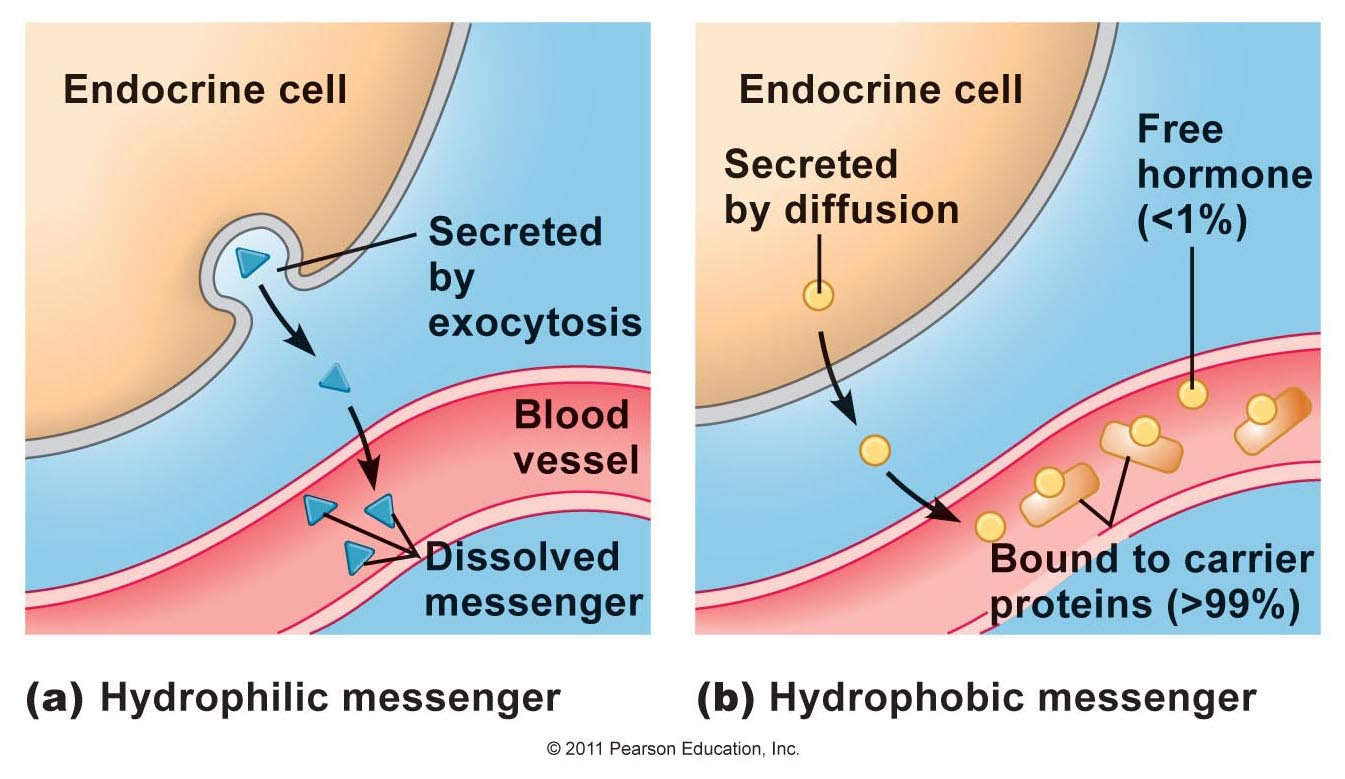 Endocrine cell
Secreted
by
exocytosis
Blood
vessel
Dissolved
messenger
(a) Hydrophilic messenger
Endocrine cell
Secreted
by diffusion
Free
hormone
(<1%)
Bound to carrier
proteins (>99%)
(b) Hydrophobic messenger
© 2011 Pearson Education, Inc.